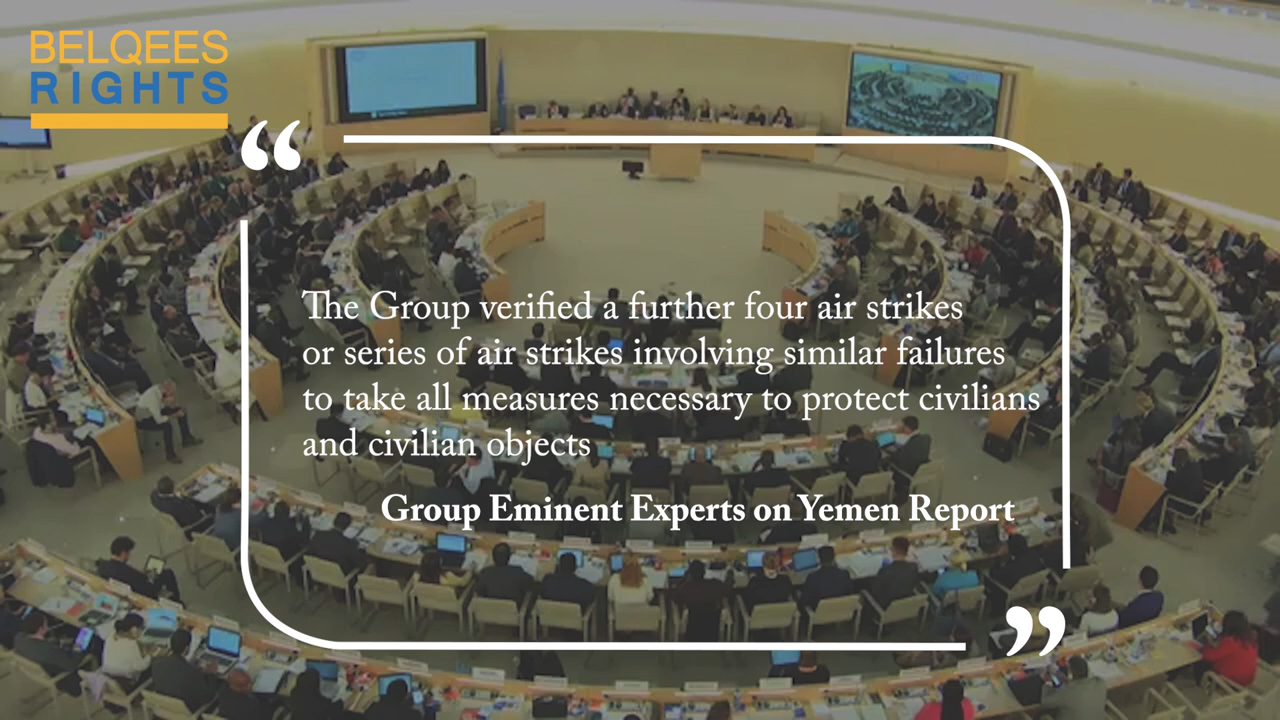 BELQEES
RIGHTS
“
The Group verified a further four air strikes
or series of air strikes involving similar failures
to take all measures necessary to protect civilians
and civilian objects
Group Eminent Experts on Yemen Report
”